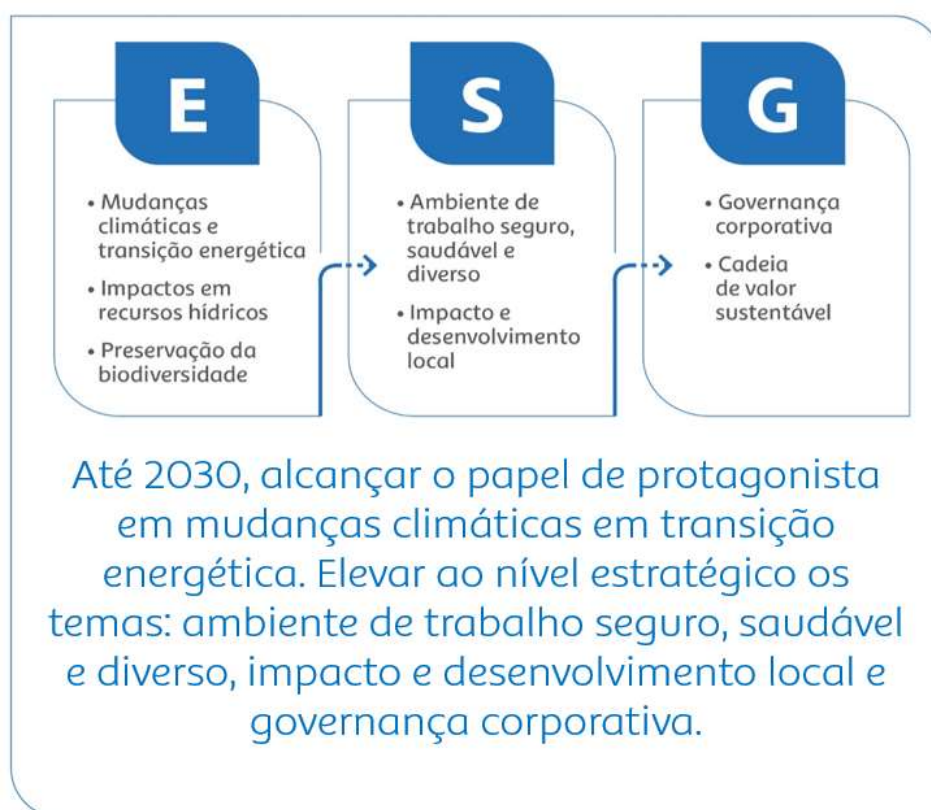 E
• Mudanças
climáticas e
transição energética
• Impactos em
recursos hídricos
• Preservação da
biodiversidade
S
• Ambiente de
trabalho seguro,
saudável e
diverso
• Impacto e
desenvolvimento
local
G
• Governança
corporativa
• Cadeia
de valor
sustentável
Até 2030, alcançar o papel de protagonista
em mudanças climáticas em transição
energética. Elevar ao nível estratégico os
temas: ambiente de trabalho seguro, saudável
e diverso, impacto e desenvolvimento local e
governança corporativa.